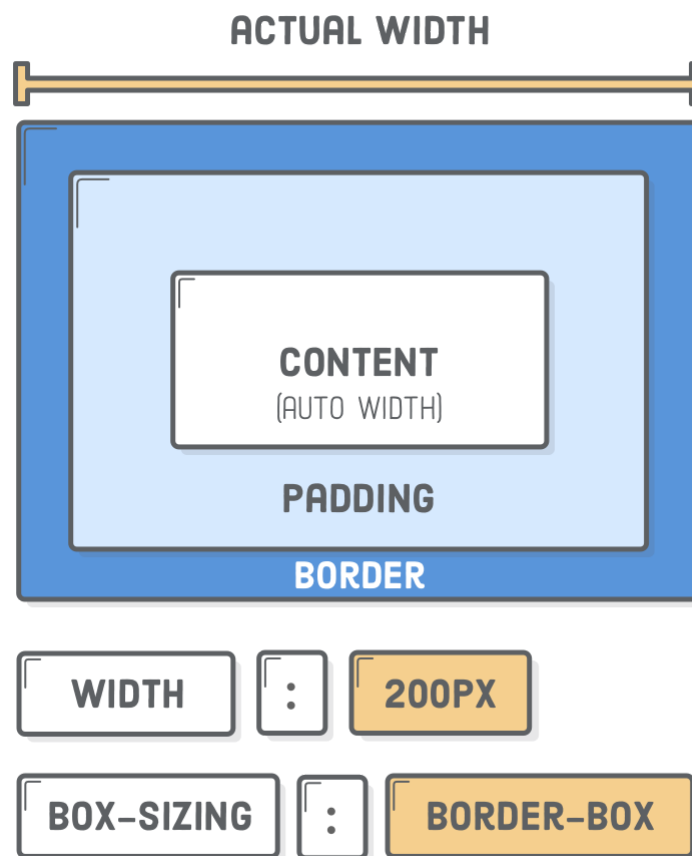 ACTUAL WIDTH
CONTENT
(AUTO WIDTH)
PADDING
BORDER
WIDTH : 200PX
BOX-SIZING : BORDER-BOX